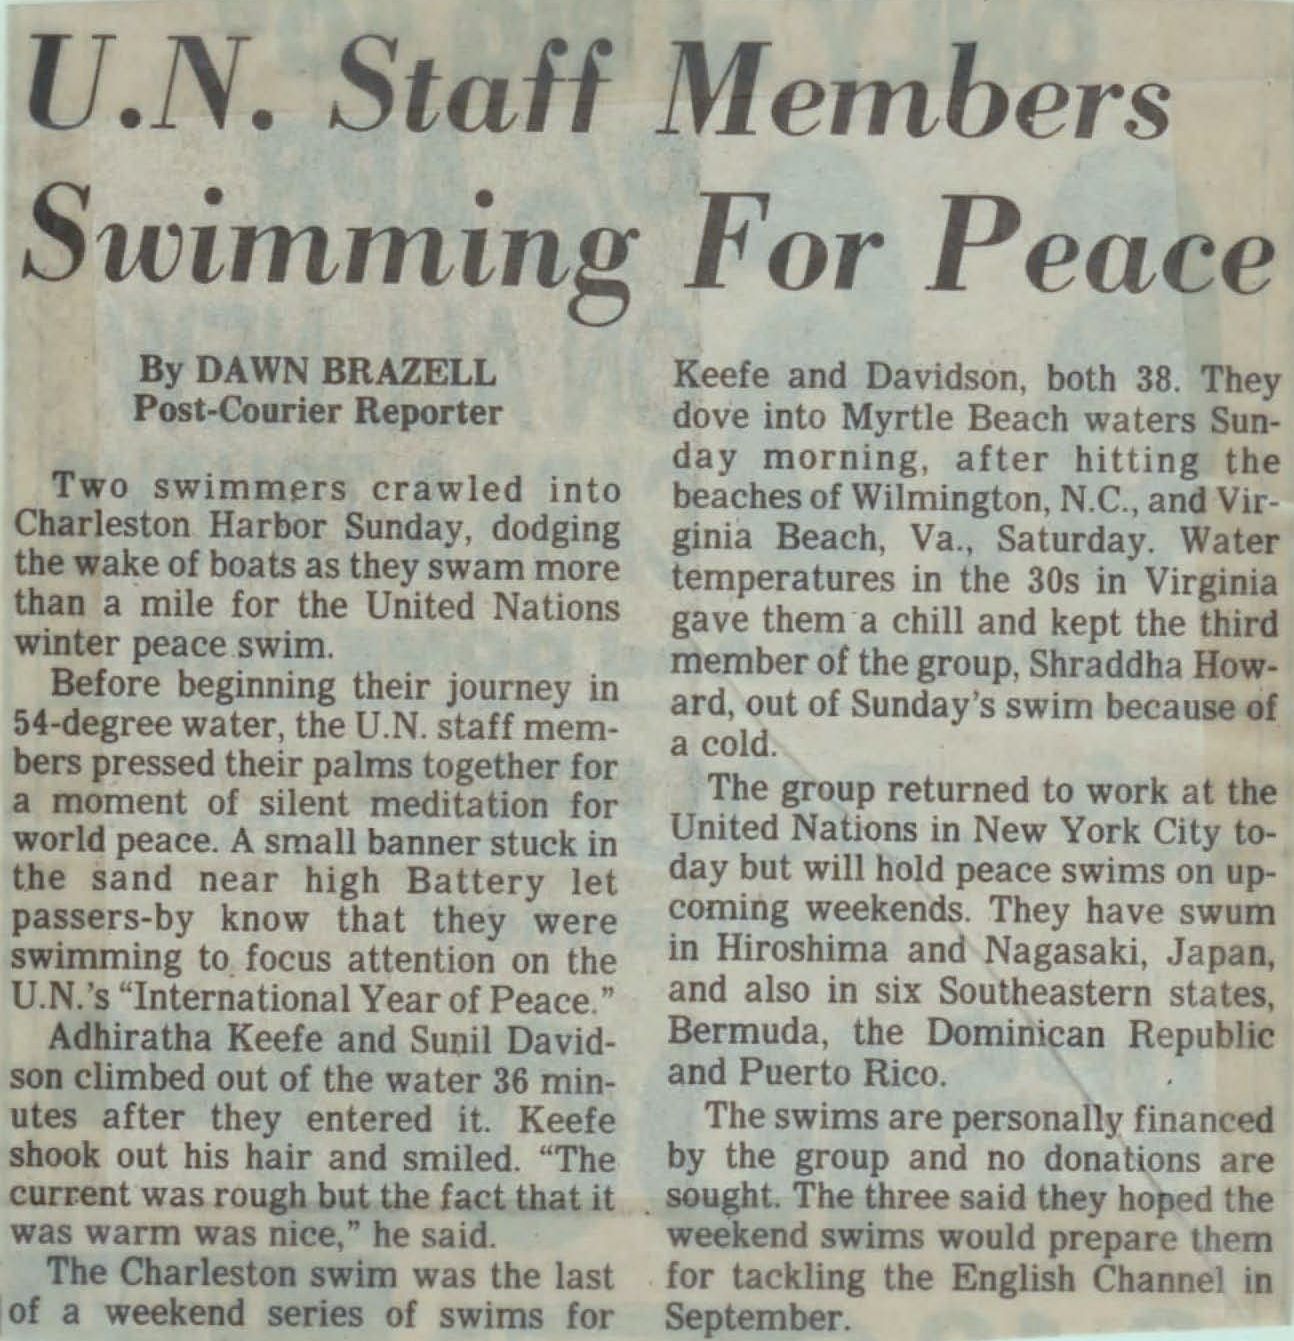 U.N. Staff Members
Swimming For Peace
By DAWN BRAZELL
Post-Courier Reporter
Two swimmers crawled into
Charleston Harbor Sunday, dodging
the wake of boats as they swam more
than a mile for the United Nations
winter peace swim.
Before beginning their journey in
54-degree water, the U.N. staff mem-
bers pressed their palms together for
a moment of silent meditation for
world peace. A small banner stuck in
the sand near high Battery let
passers-by know that they were
swimming to focus attention on the
U.N.'s “International Year of Peace.”
Adhiratha Keefe and Sunil David-
son climbed out of the water 36 min-
utes after they entered it. Keefe
shook out his hair and smiled. “The
current was rough but the fact that it
was warm was nice,” he said.
The Charleston swim was the last
of a weekend series of swims for
Keefe and Davidson, both 38. They
dove into Myrtle Beach waters Sun-
day morning, after hitting the
beaches of Wilmington, N.C., and Vir-
ginia Beach, Va., Saturday. Water
temperatures in the 30s in Virginia
gave them a chill and kept the third
member of the group, Shraddha How-
ard, out of Sunday's swim because of
a cold.
The group returned to work at the
United Nations in New York City to-
day but will hold peace swims on up-
coming weekends. They have swum
in Hiroshima and Nagasaki, Japan,
and also in six Southeastern states,
Bermuda, the Dominican Republic
and Puerto Rico.
The swims are personally financed
by the group and no donations are
sought. The three said they hoped the
weekend swims would prepare them
for tackling the English Channel in
September.